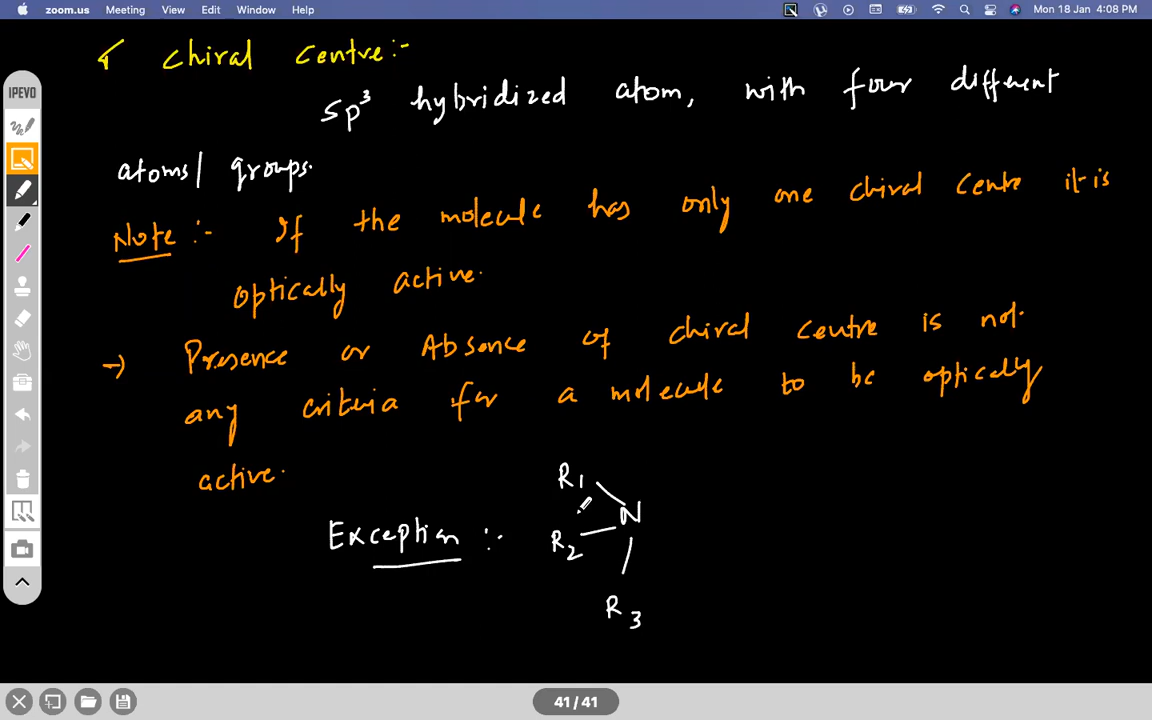 zoom.us Meeting View Edit Window Help Mon 18 Jan 4:08 PM
IPEVO
Chiral Centre :-
sp3 hybridized atom, with four different
atoms/ groups.
Note :- If the molecule has only one chiral centre it is
optically active.
→ Presence or Absence of chiral centre is not
any criteria for a molecule to be optically
active.
Exception :-
R1
N
R2
R3
41 / 41